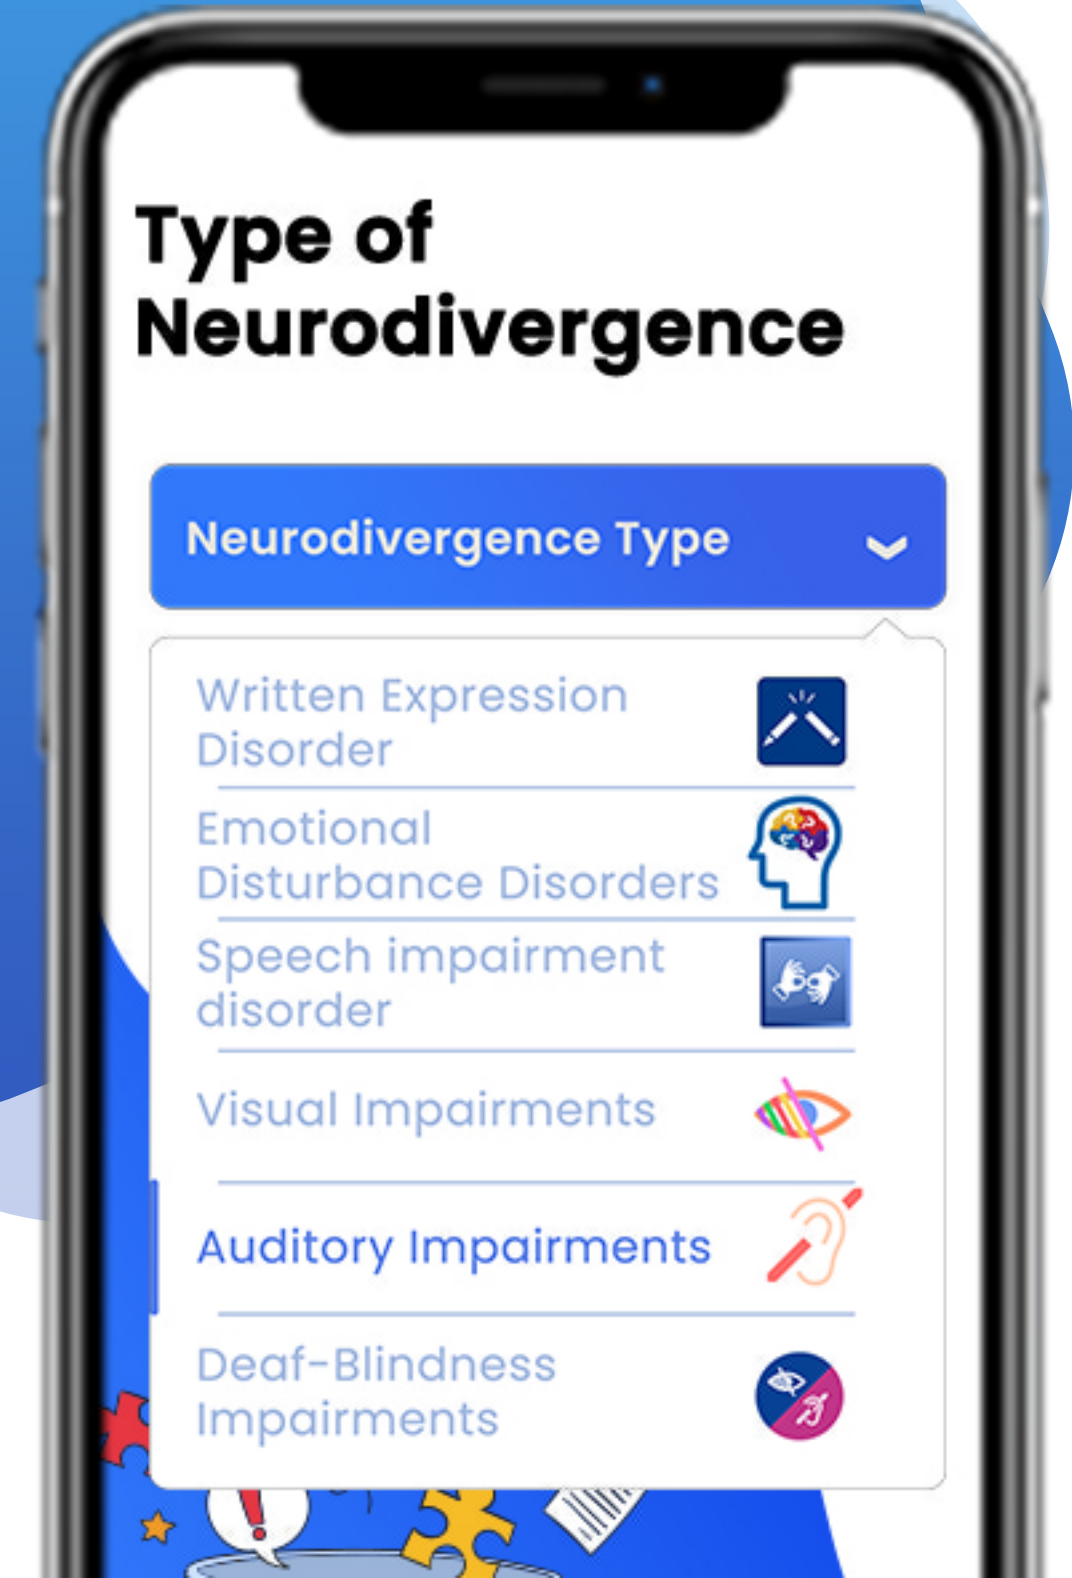 Type of
Neurodivergence
Neurodivergence Type
Written Expression
Disorder
Emotional
Disturbance Disorders
Speech impairment
disorder
Visual Impairments
Auditory Impairments
Deaf-Blindness
Impairments